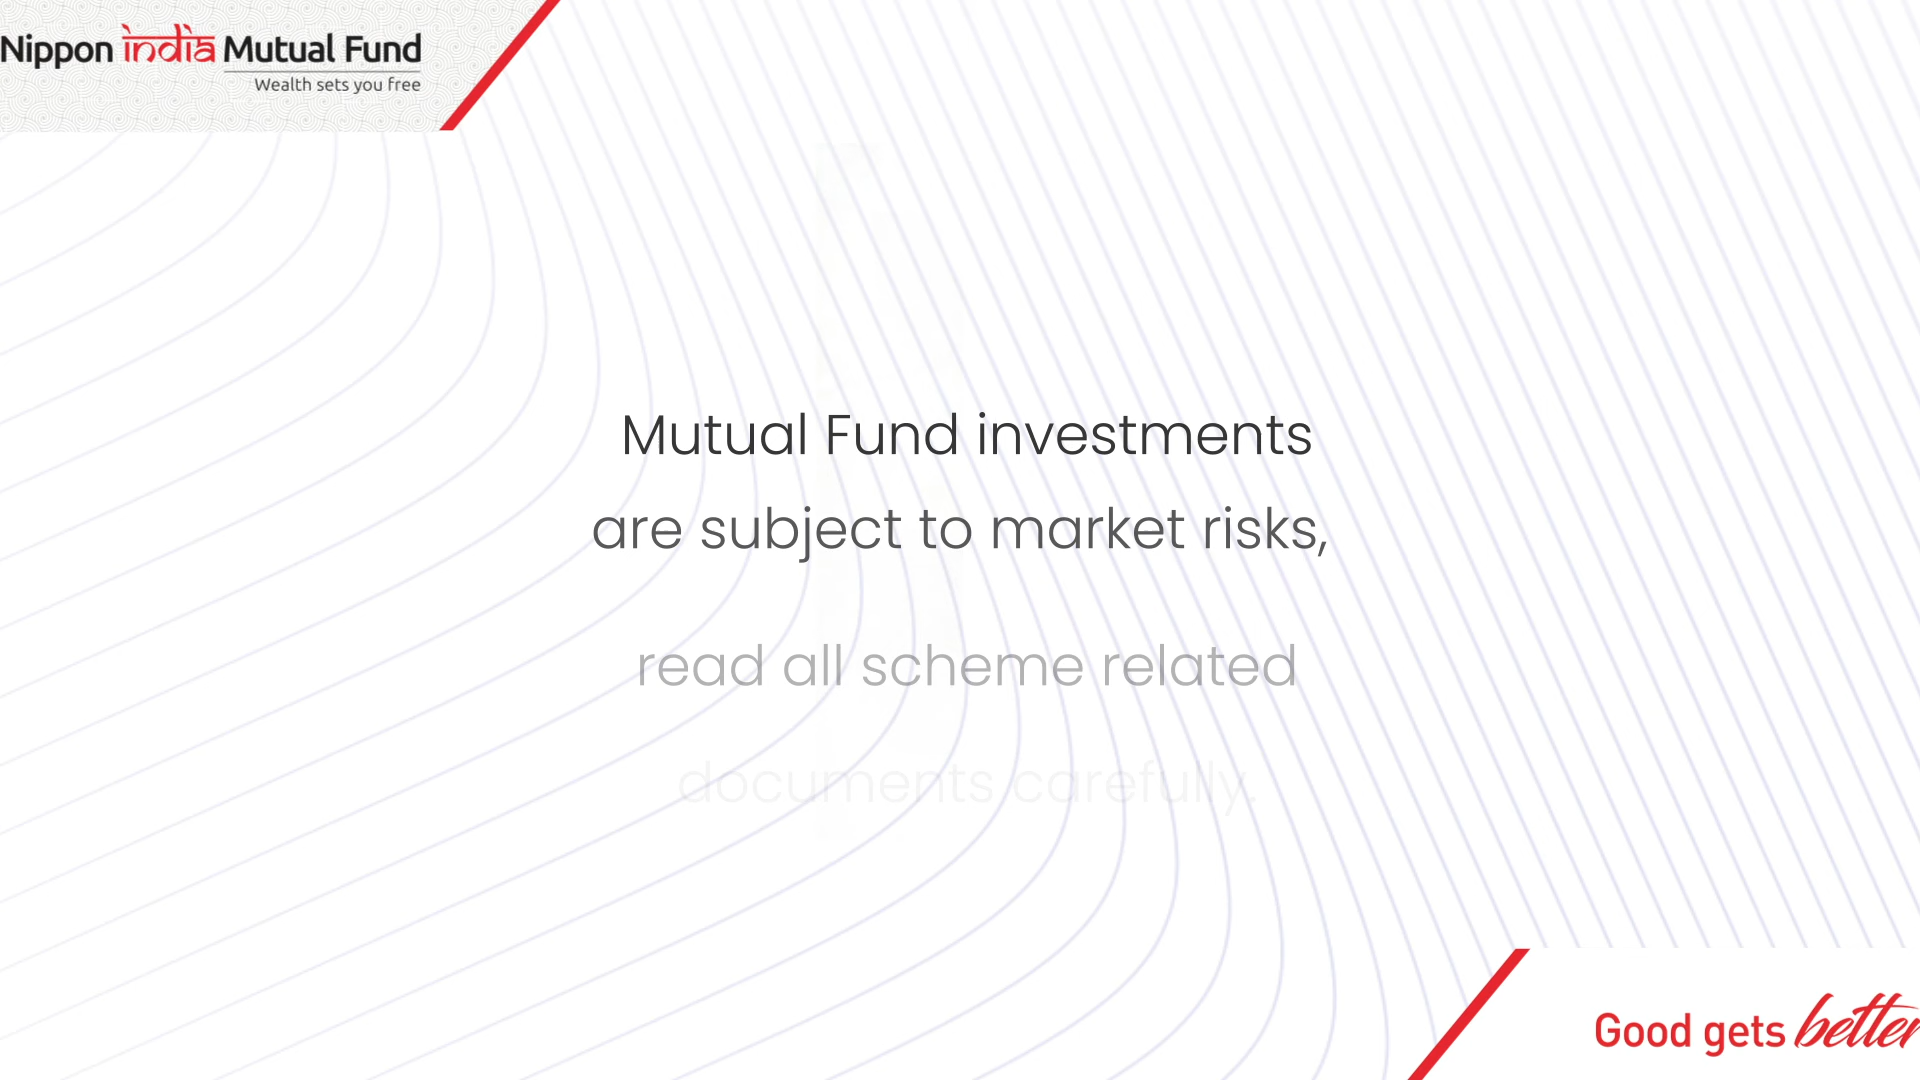 Nippon india Mutual Fund
Wealth sets you free
Mutual Fund investments
are subject to market risks,
read all scheme related
documents carefully.
Good gets better